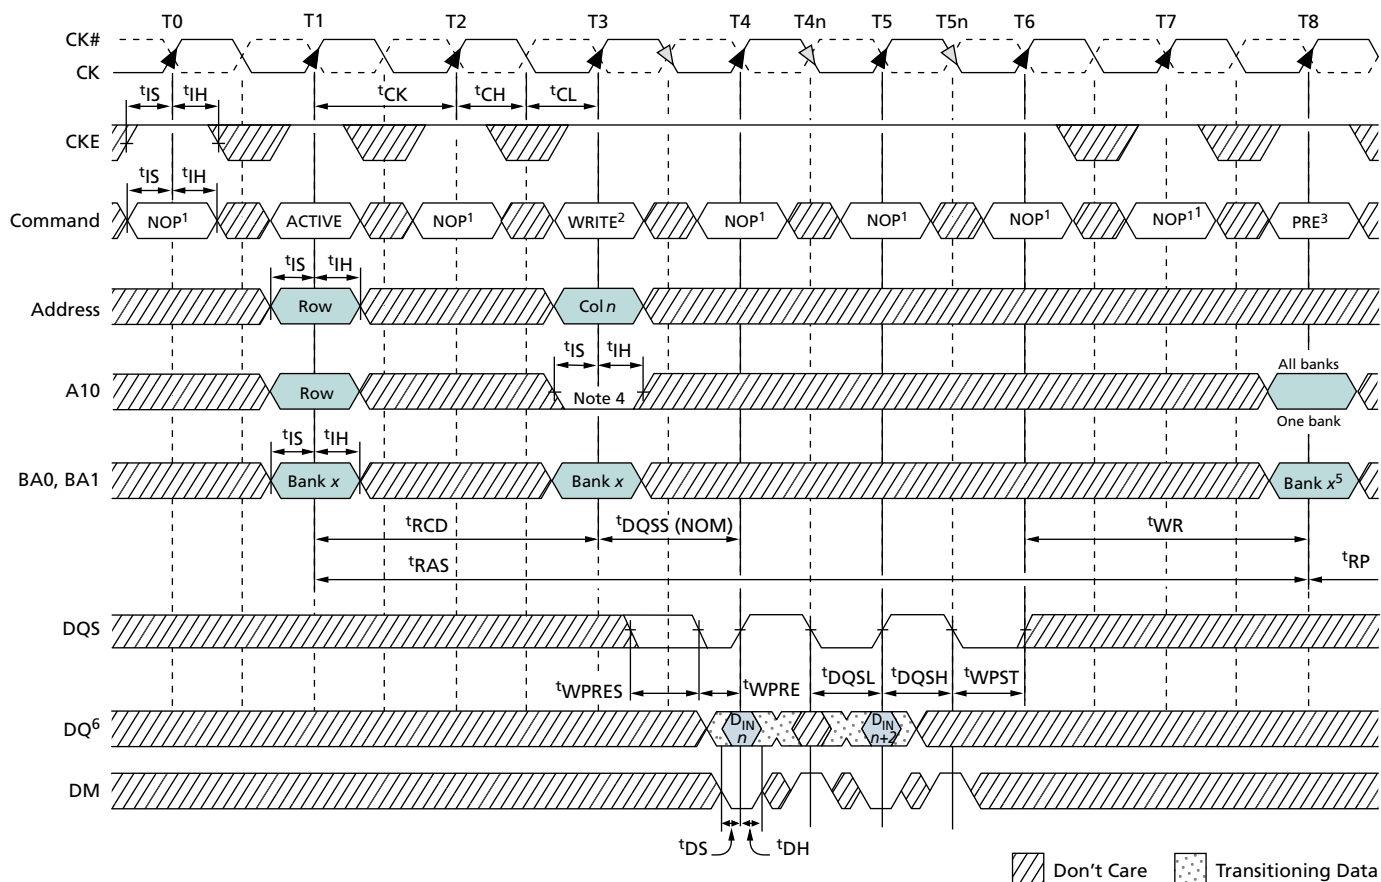 T0 T1 T2 T3 T4 T4n T5 T5n T6 T7 T8
CK#
CK
tIS tIH tCK tCH tCL
CKE
tIS tIH
Command NOP1 ACTIVE NOP1 WRITE2 NOP1 NOP1 NOP1 NOP11 PRE3
tIS tIH
Address Row Col n
tIS tIH All banks
A10 Row Note 4
One bank
tIS tIH
BA0, BA1 Bank x Bank x Bank x5
tRCD tDQSS (NOM) tWR
tRAS tRP
DQS
tWPRES tWPRE tDQSL tDQSH tWPST
DQ6 DIN n DIN n+2
DM
tDS tDH
Don't Care Transitioning Data